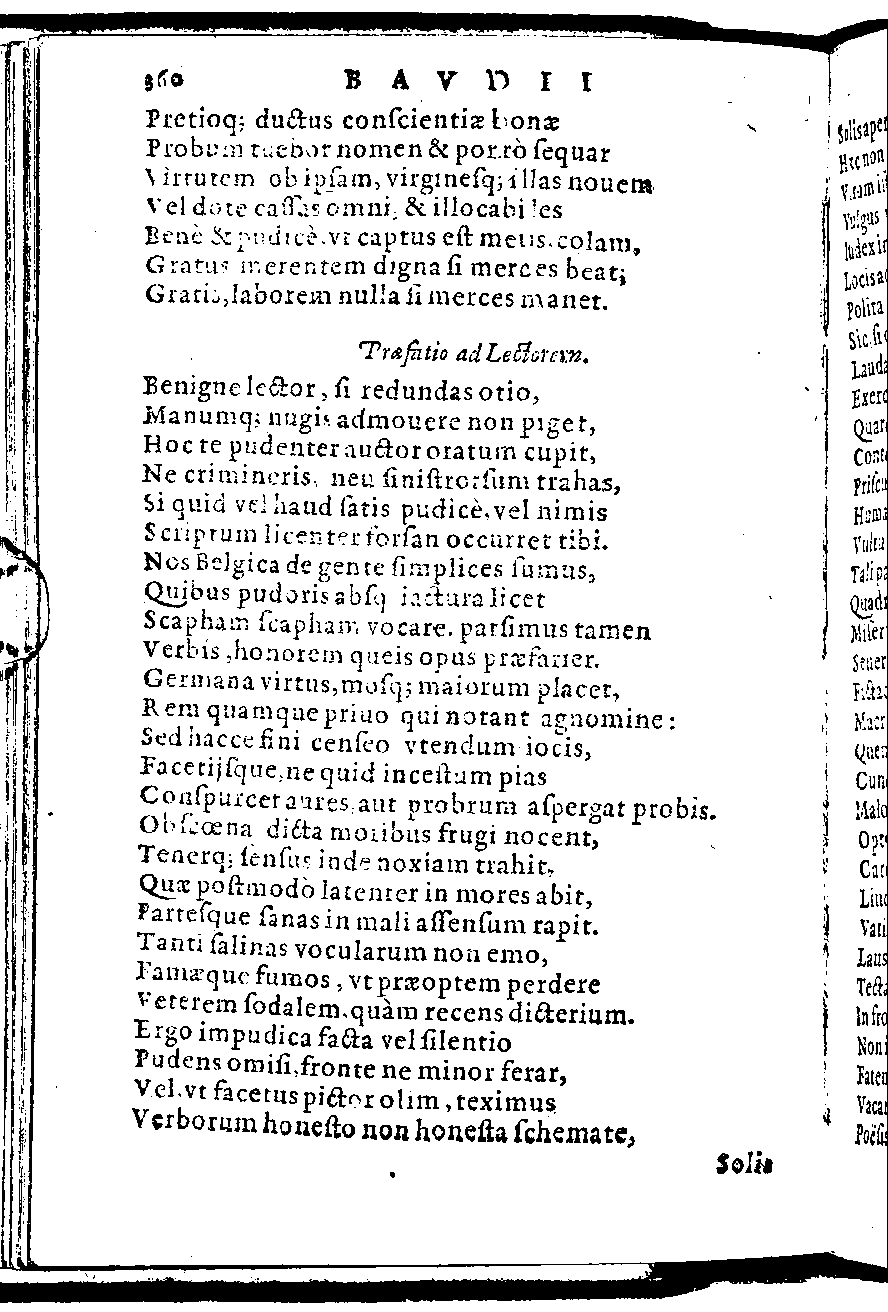 360 BAVDII
Pretioq; ductus conſcientiæ bonæ
Probum tuebor nomen & porrò ſequar
Virtutem ob ipſam, virgineſq; illas nouem
Vel dote caſſas omni, & illocabiles
Benè & pudicè, vt captus eſt meus, colam,
Gratus merentem digna ſi merces beat;
Gratis, laborem nulla ſi merces manet.
Præfatio ad Lectorem.
Benigne lector, ſi redundas otio,
Manumq; nugis admouere non piget,
Hoc te pudenter auctor oratum cupit,
Ne crimineris, neu ſiniſtrorſum trahas,
Si quid vel haud ſatis pudicè, vel nimis
Scriptum licenter forſan occurret tibi.
Nos Belgica de gente ſimplices ſumus,
Quibus pudoris abſq iactura licet
Scapham ſcapham vocare. parſimus tamen
Verbis, honorem queis opus præfarier.
Germana virtus, moſq; maiorum placet,
Rem quamque priuo qui notant agnomine:
Sed hacce fini cenſeo vtendum iocis,
Facetijſque, ne quid inceſtum pias
Conſpurcet aures, aut probrum aſpergat probis.
Obſcœna dicta moribus frugi nocent,
Tenerq; ſenſus inde noxiam trahit,
Quæ poſtmodò latenter in mores abit,
Parteſque ſanas in mali aſſenſum rapit.
Tanti ſalinas vocularum non emo,
Famæque fumos, vt præoptem perdere
Veterem ſodalem, quàm recens dicterium.
Ergo impudica facta vel ſilentio
Pudens omiſi, fronte ne minor ferar,
Vel, vt facetus pictor olim, teximus
Verborum honeſto non honeſta ſchemate,
Solis